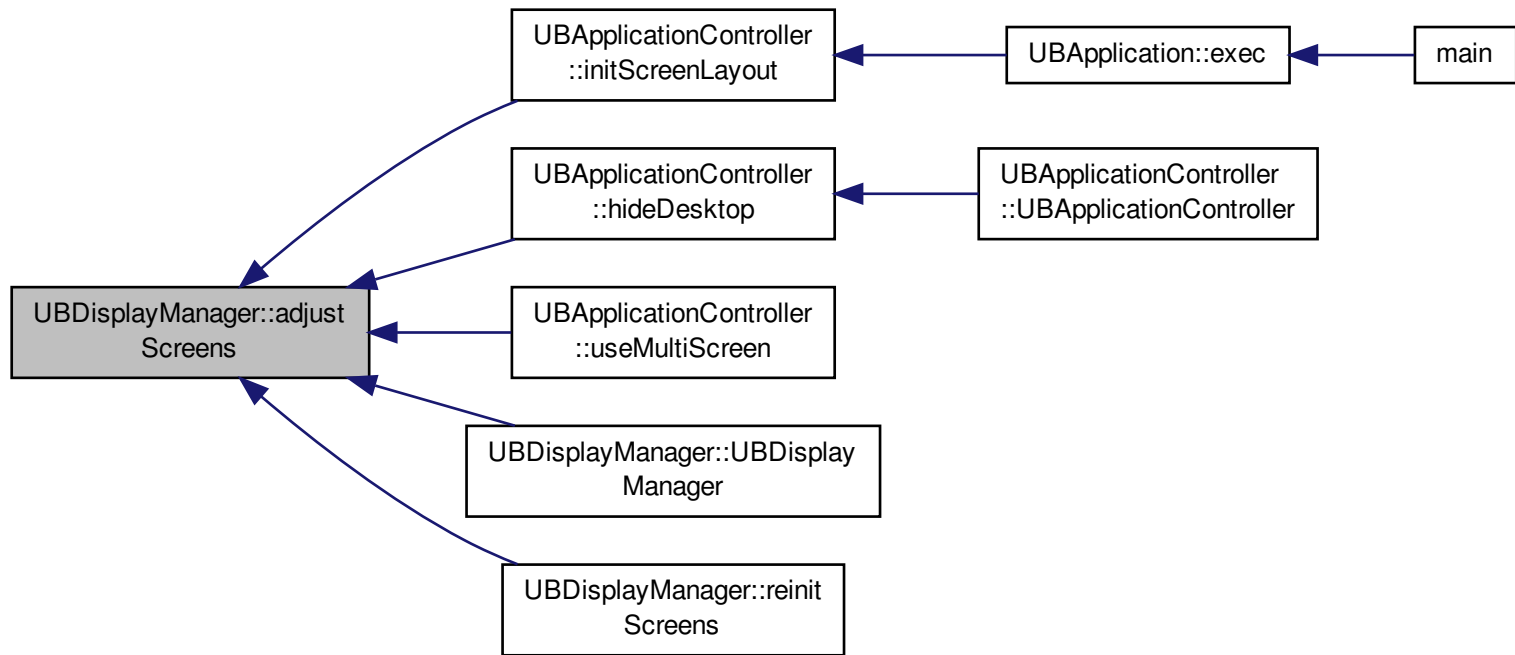 UBApplicationController
::initScreenLayout
UBApplication::exec
main
UBApplicationController
::hideDesktop
UBApplicationController
::UBApplicationController
UBDisplayManager::adjust
Screens
UBApplicationController
::useMultiScreen
UBDisplayManager::UBDisplay
Manager
UBDisplayManager::reinit
Screens